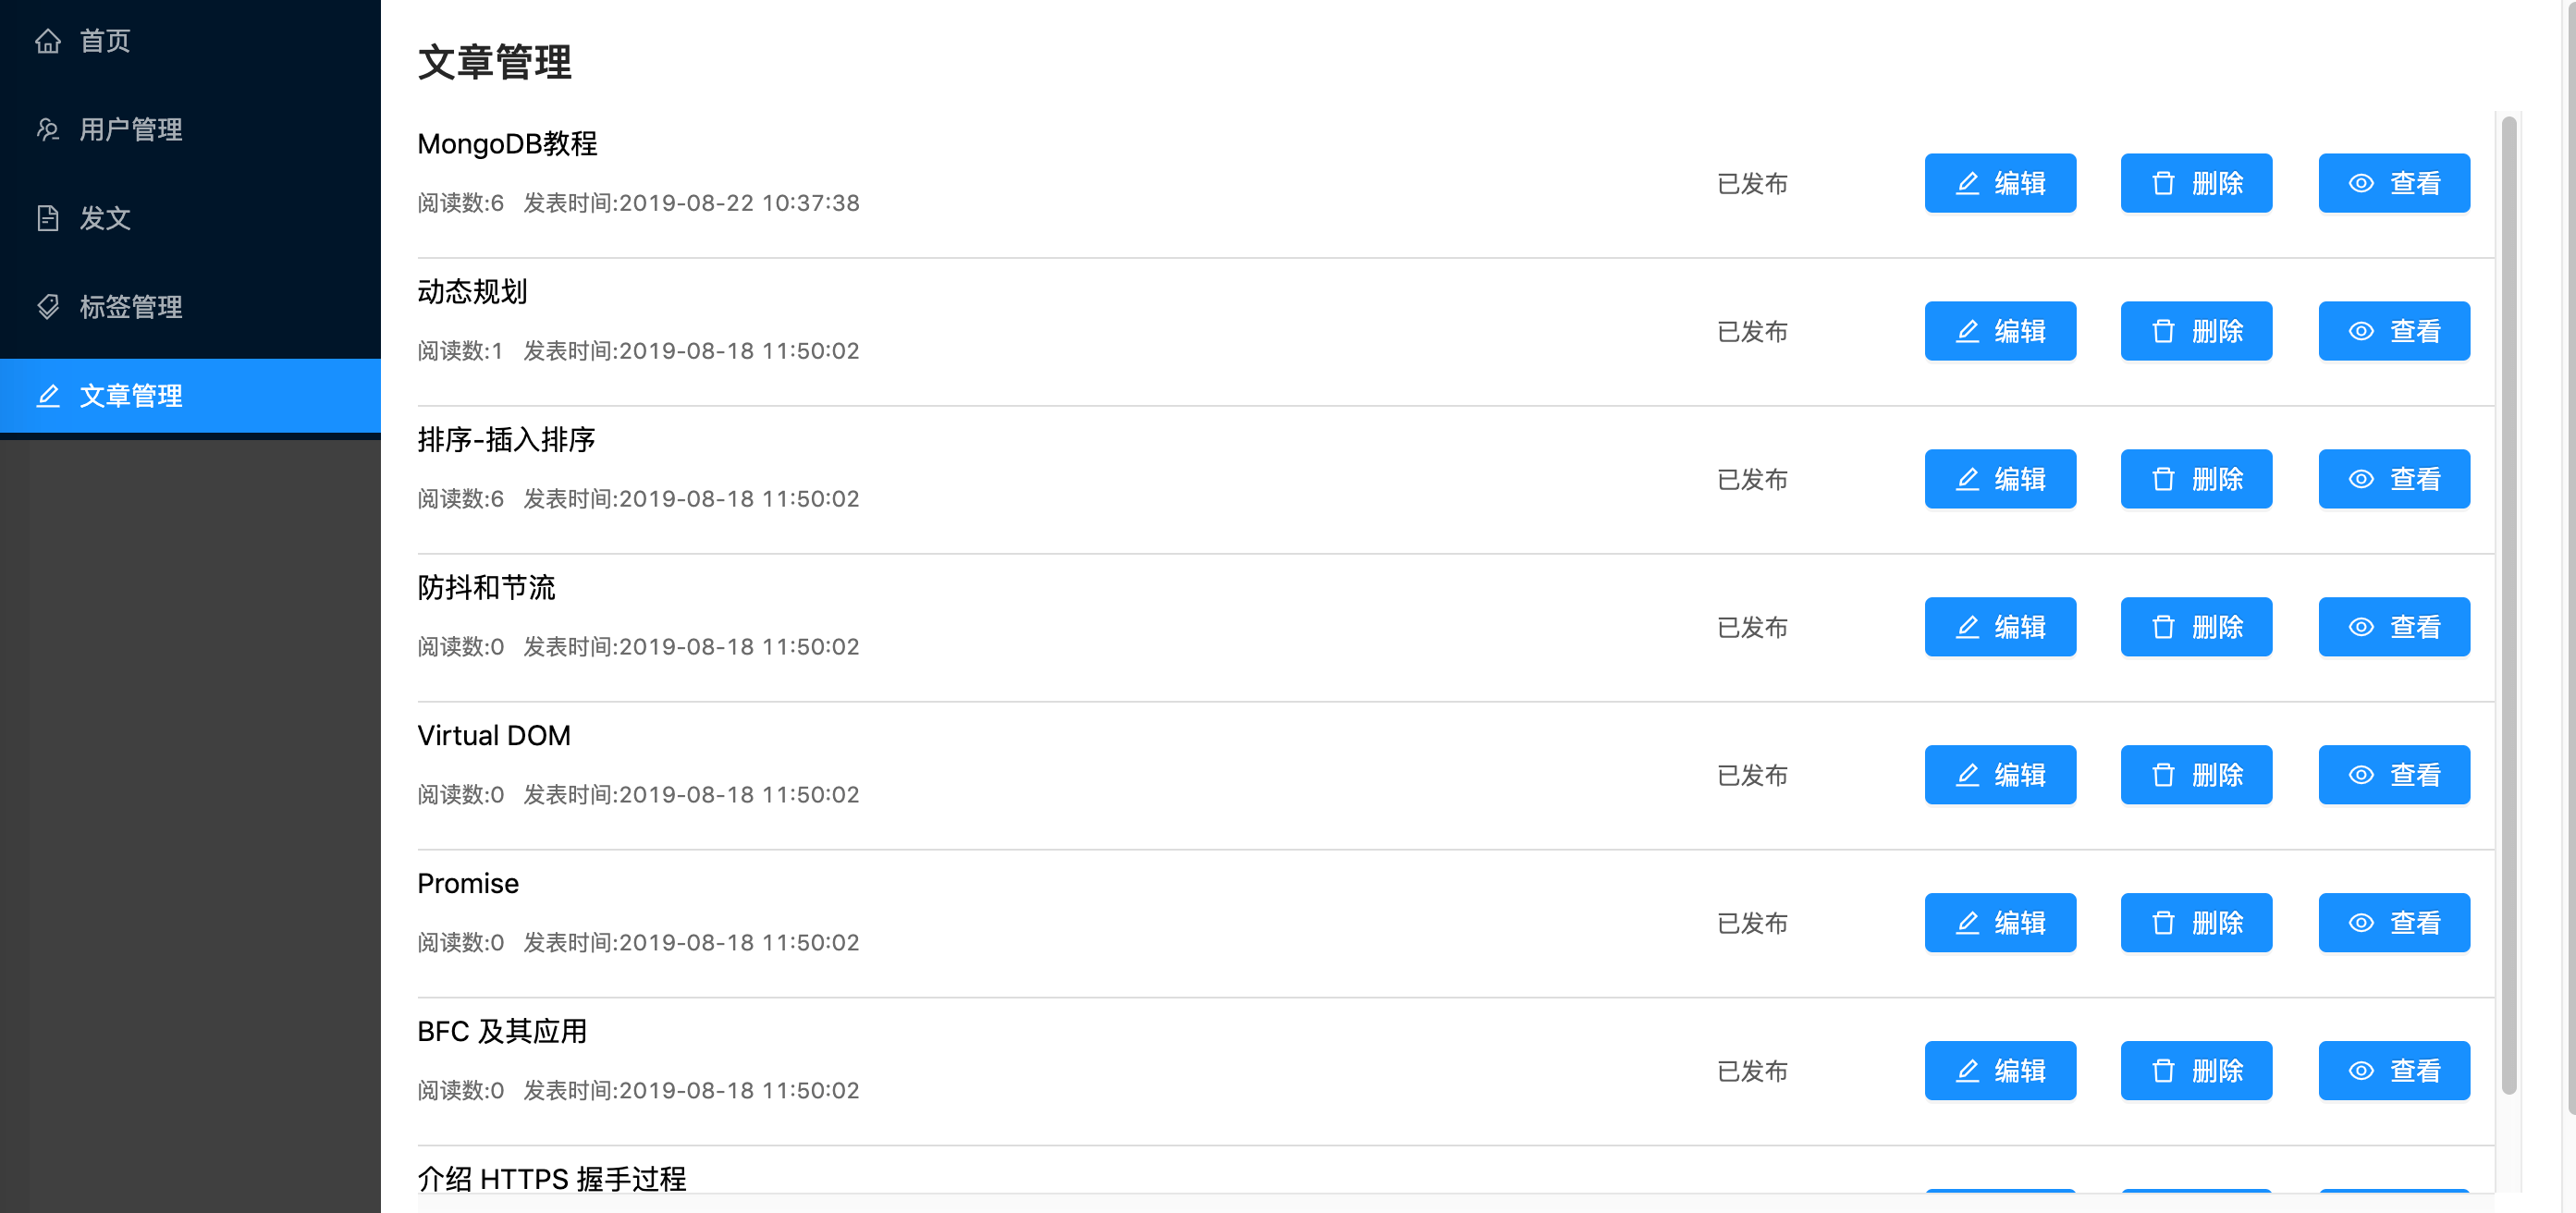 首页
用户管理
发文
标签管理
文章管理
文章管理
MongoDB教程
阅读数:6 发表时间:2019-08-22 10:37:38
已发布 编辑 删除 查看
动态规划
阅读数:1 发表时间:2019-08-18 11:50:02
已发布 编辑 删除 查看
排序-插入排序
阅读数:6 发表时间:2019-08-18 11:50:02
已发布 编辑 删除 查看
防抖和节流
阅读数:0 发表时间:2019-08-18 11:50:02
已发布 编辑 删除 查看
Virtual DOM
阅读数:0 发表时间:2019-08-18 11:50:02
已发布 编辑 删除 查看
Promise
阅读数:0 发表时间:2019-08-18 11:50:02
已发布 编辑 删除 查看
BFC 及其应用
阅读数:0 发表时间:2019-08-18 11:50:02
已发布 编辑 删除 查看
介绍 HTTPS 握手过程